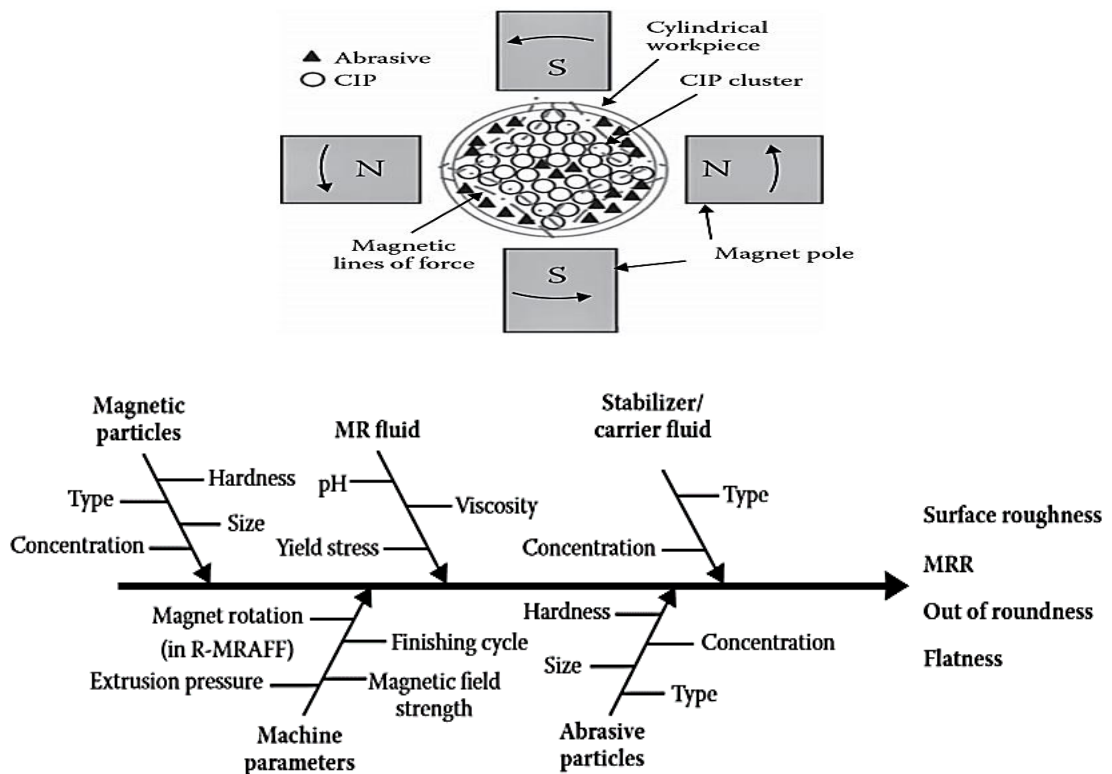 Abrasive
CIP
S
Cylindrical
workpiece
CIP cluster
N
N
Magnetic
lines of force
S
Magnet pole
Magnetic
particles
Hardness
Type
Size
Concentration
MR fluid
pH
Viscosity
Yield stress
Stabilizer/
carrier fluid
Type
Concentration
Magnet rotation
(in R-MRAFF)
Finishing cycle
Extrusion pressure
Magnetic field
strength
Machine
parameters
Hardness
Concentration
Size
Type
Abrasive
particles
Surface roughness
MRR
Out of roundness
Flatness